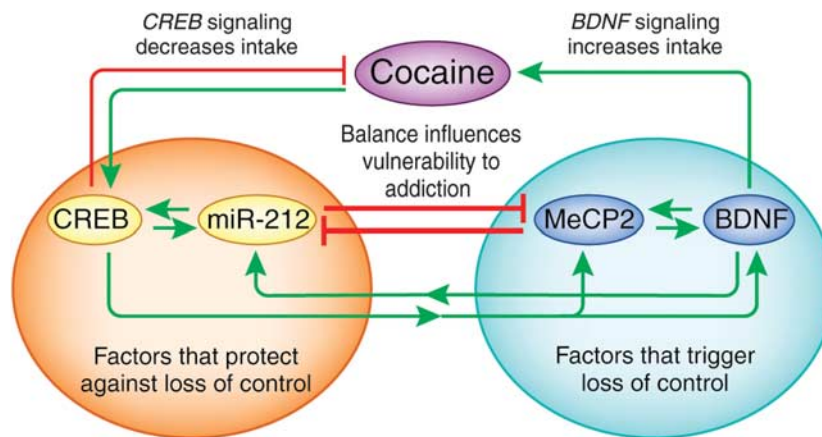 CREB signaling
decreases intake
BDNF signaling
increases intake
Cocaine
Balance influences
vulnerability to
addiction
CREB
miR-212
MeCP2
BDNF
Factors that protect
against loss of control
Factors that trigger
loss of control